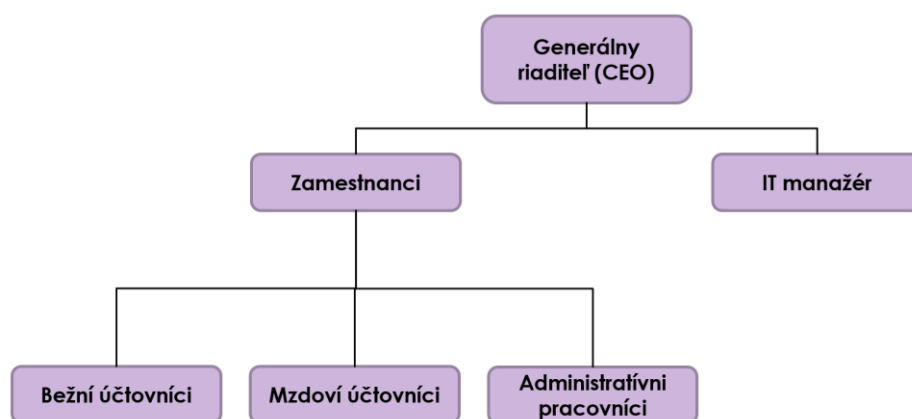 Generálny
riaditeľ (CEO)
Zamestnanci
IT manažér
Bežní účtovníci
Mzdoví účtovníci
Administratívni
pracovníci